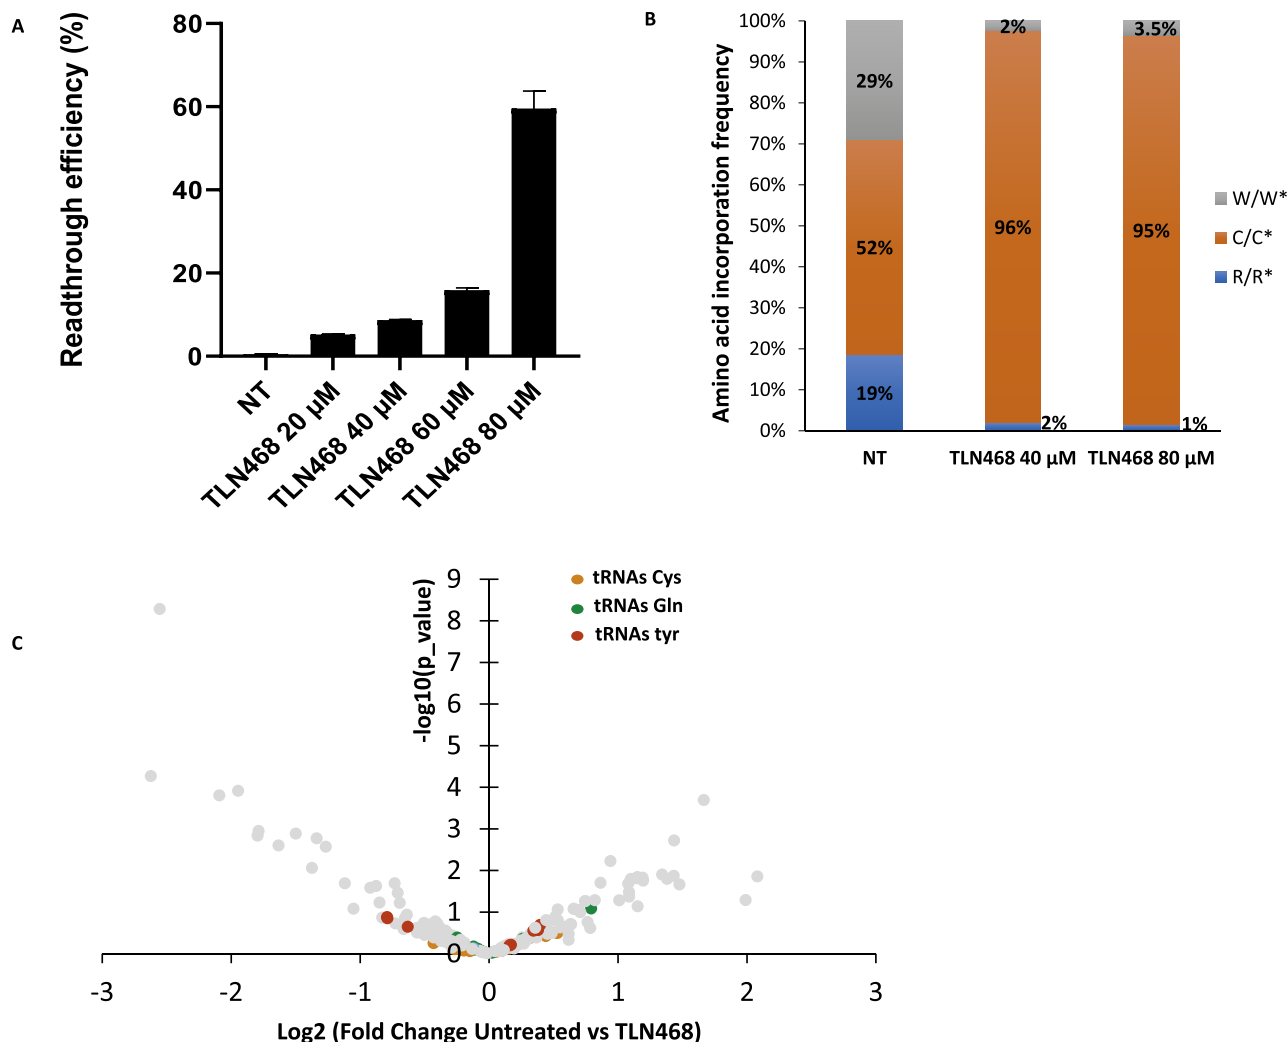 A
Readthrough efficiency (%)
80
60
40
20
0
NT
TLN468 20 µM
TLN468 40 µM
TLN468 60 µM
TLN468 80 µM
B
Amino acid incorporation frequency
100%
90%
80%
70%
60%
50%
40%
30%
20%
10%
0%
29%
52%
19%
2%
96%
2%
3.5%
95%
1%
NT
TLN468 40 µM
TLN468 80 µM
W/W*
C/C*
R/R*
C
-log10(p_value)
9
8
7
6
5
4
3
2
1
0
tRNAs Cys
tRNAs Gln
tRNAs tyr
-3
-2
-1
0
1
2
3
Log2 (Fold Change Untreated vs TLN468)